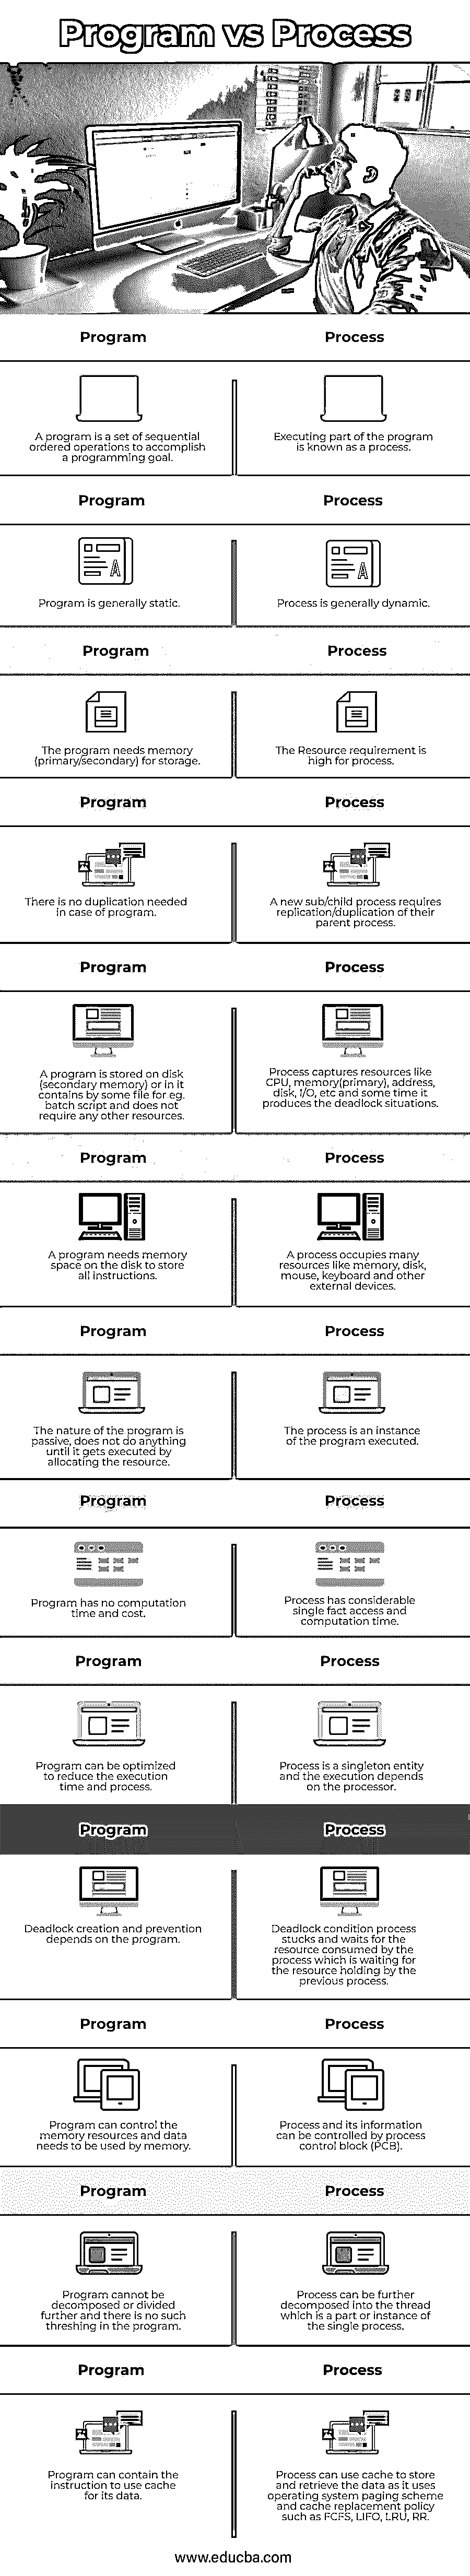 Program vs Process
Program
Process
A program is a set of sequential
ordered operations to accomplish
a programming goal.
Executing part of the program
is known as a process.
Program
Process
Program is generally static.
Process is generally dynamic.
Program
Process
The program needs memory
(primary/secondary) for storage.
The Resource requirement is
high for process.
Program
Process
There is no duplication needed
in case of program.
A new sub/child process requires
replication/duplication of their
parent process.
Program
Process
A program is stored on disk
(secondary memory) or in it
contains by some file for eg.
batch script and does not
require any other resources.
Process captures resources like
CPU, memory(primary), address,
disk, I/O, etc and some time it
produces the deadlock situations.
Program
Process
A program needs memory
space on the disk to store
all instructions.
A process occupies many
resources like memory, disk,
mouse, keyboard and other
external devices.
Program
Process
The nature of the program is
passive, does not do anything
until it gets executed by
allocating the resource.
The process is an instance
of the program executed.
Program
Process
Program has no computation
time and cost.
Process has considerable
single fact access and
computation time.
Program
Process
Program can be optimized
to reduce the execution
time and process.
Process is a singleton entity
and the execution depends
on the processor.
Program
Process
Deadlock creation and prevention
depends on the program.
Deadlock condition process
stucks and waits for the
resource consumed by the
process which is waiting for
the resource holding by the
previous process.
Program
Process
Program can control the
memory resources and data
needs to be used by memory.
Process and its information
can be controlled by process
control block (PCB).
Program
Process
Program cannot be
decomposed or divided
further and there is no such
threshing in the program.
Process can be further
decomposed into the thread
which is a part or instance of
the single process.
Program
Process
Program can contain the
instruction to use cache
for its data.
Process can use cache to store
and retrieve the data as it uses
operating system paging scheme
and cache replacement policy
such as FCFS, LIFO, LRU, RR.
www.educba.com